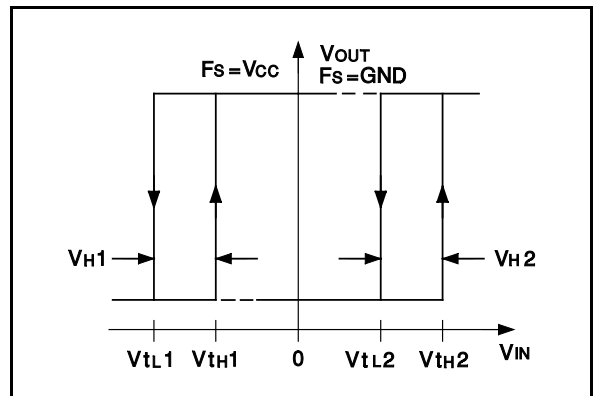 VOUT
FS=VCC FS=GND
VH1 VH2
VtL1 VtH1 0 VtL2 VtH2 VIN